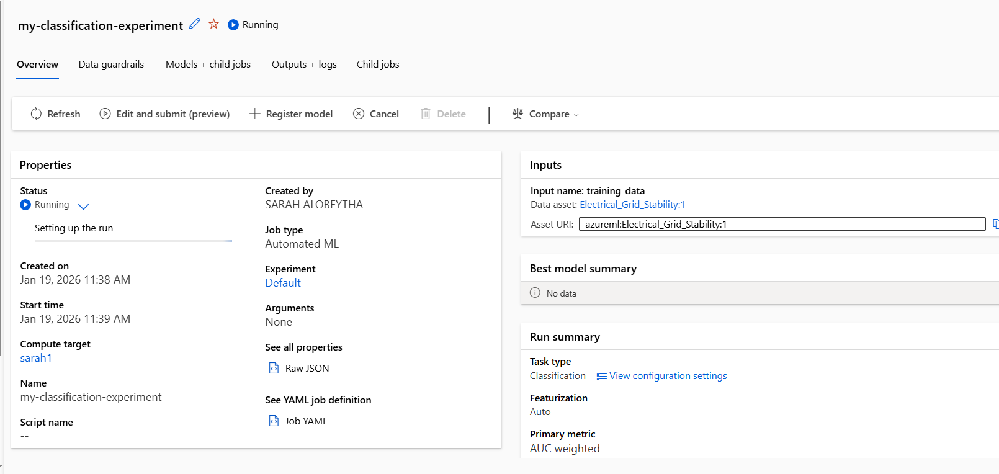 my-classification-experiment Running
Overview Data guardrails Models + child jobs Outputs + logs Child jobs
Refresh Edit and submit (preview) Register model Cancel Delete Compare
Properties
Status
Running
Setting up the run
Created on
Jan 19, 2026 11:38 AM
Start time
Jan 19, 2026 11:39 AM
Compute target
sarah1
Name
my-classification-experiment
Script name
--
Created by
SARAH ALOBEYTHA
Job type
Automated ML
Experiment
Default
Arguments
None
See all properties
Raw JSON
See YAML job definition
Job YAML
Inputs
Input name: training_data
Data asset: Electrical_Grid_Stability:1
Asset URI: azureml:Electrical_Grid_Stability:1
Best model summary
No data
Run summary
Task type
Classification View configuration settings
Featurization
Auto
Primary metric
AUC weighted